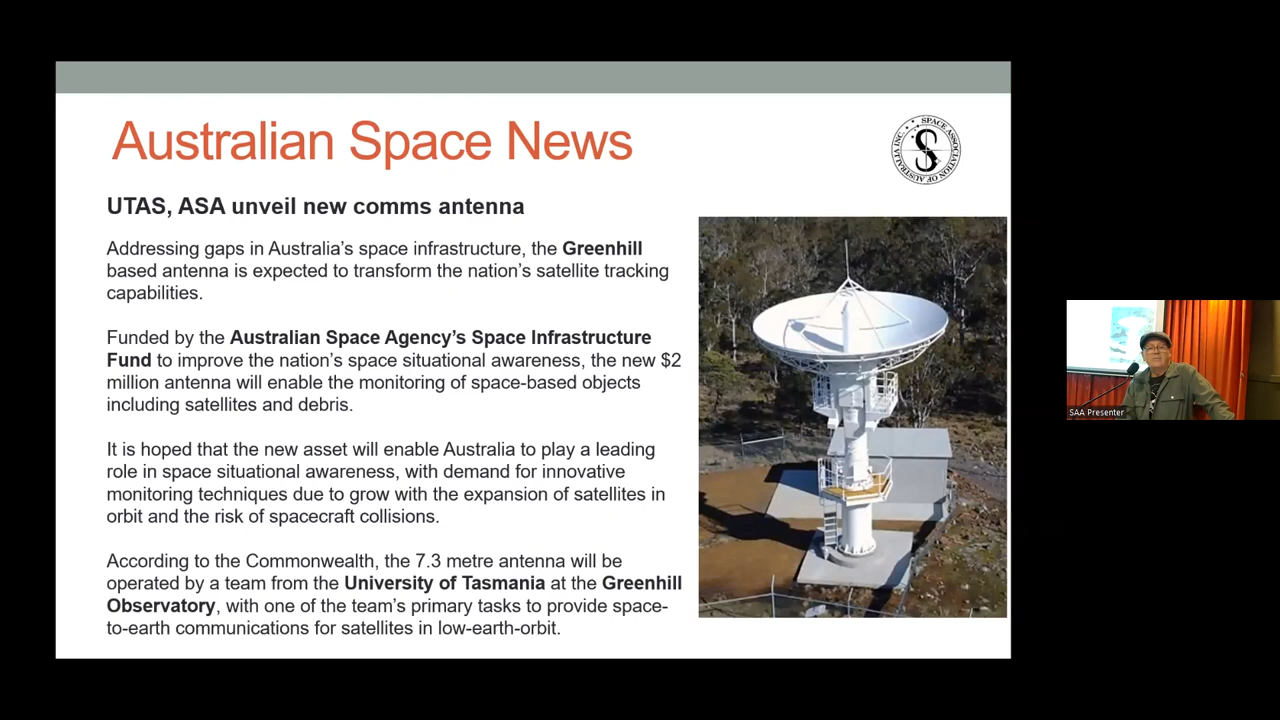 Australian Space News
SPACE ASSOCIATION OF AUSTRALIA INC.
S
UTAS, ASA unveil new comms antenna
Addressing gaps in Australia’s space infrastructure, the Greenhill
based antenna is expected to transform the nation’s satellite tracking
capabilities.
Funded by the Australian Space Agency’s Space Infrastructure
Fund to improve the nation’s space situational awareness, the new $2
million antenna will enable the monitoring of space-based objects
including satellites and debris.
It is hoped that the new asset will enable Australia to play a leading
role in space situational awareness, with demand for innovative
monitoring techniques due to grow with the expansion of satellites in
orbit and the risk of spacecraft collisions.
According to the Commonwealth, the 7.3 metre antenna will be
operated by a team from the University of Tasmania at the Greenhill
Observatory, with one of the team’s primary tasks to provide space-
to-earth communications for satellites in low-earth-orbit.
SAA Presenter